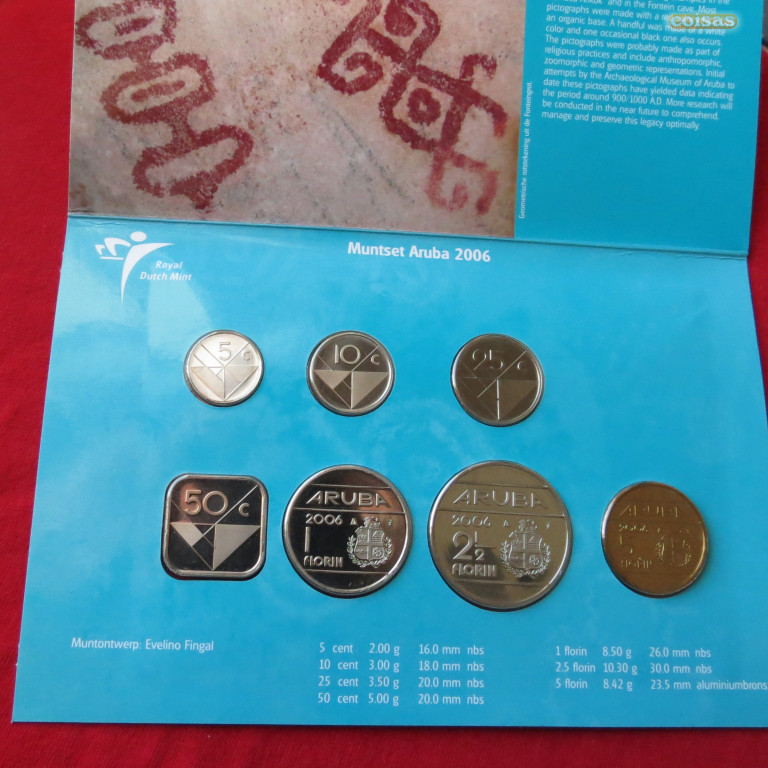 and in the Fontein cave. Most
pictographs were made with a
an organic base. A handful was made of a white
color and one occasional black one also occurs.
The pictographs were probably made as part of
religious practices and include anthropomorphic,
zoomorphic and geometric representations. Initial
attempts by the Archaeological Museum of Aruba to
date these pictographs have yielded data indicating
the period around 900/1000 A.D. More research will
be conducted in the near future to comprehend,
manage and preserve this legacy optimally.
coisas
Geometrische rotstekening uit de Fonteingrot.
Royal
Dutch Mint
Muntset Aruba 2006
5 c
10 c
25 c
50 c
ARUBA
2006
1
FLORIN
ARUBA
2006
2 1/2
FLORIN
ARUBA
2006
5
FLORIN
Muntontwerp: Evelino Fingal
5 cent 2.00 g 16.0 mm nbs
10 cent 3.00 g 18.0 mm nbs
25 cent 3.50 g 20.0 mm nbs
50 cent 5.00 g 20.0 mm nbs
1 florin 8.50 g 26.0 mm nbs
2.5 florin 10.30 g 30.0 mm nbs
5 florin 8.42 g 23.5 mm aluminiumbrons